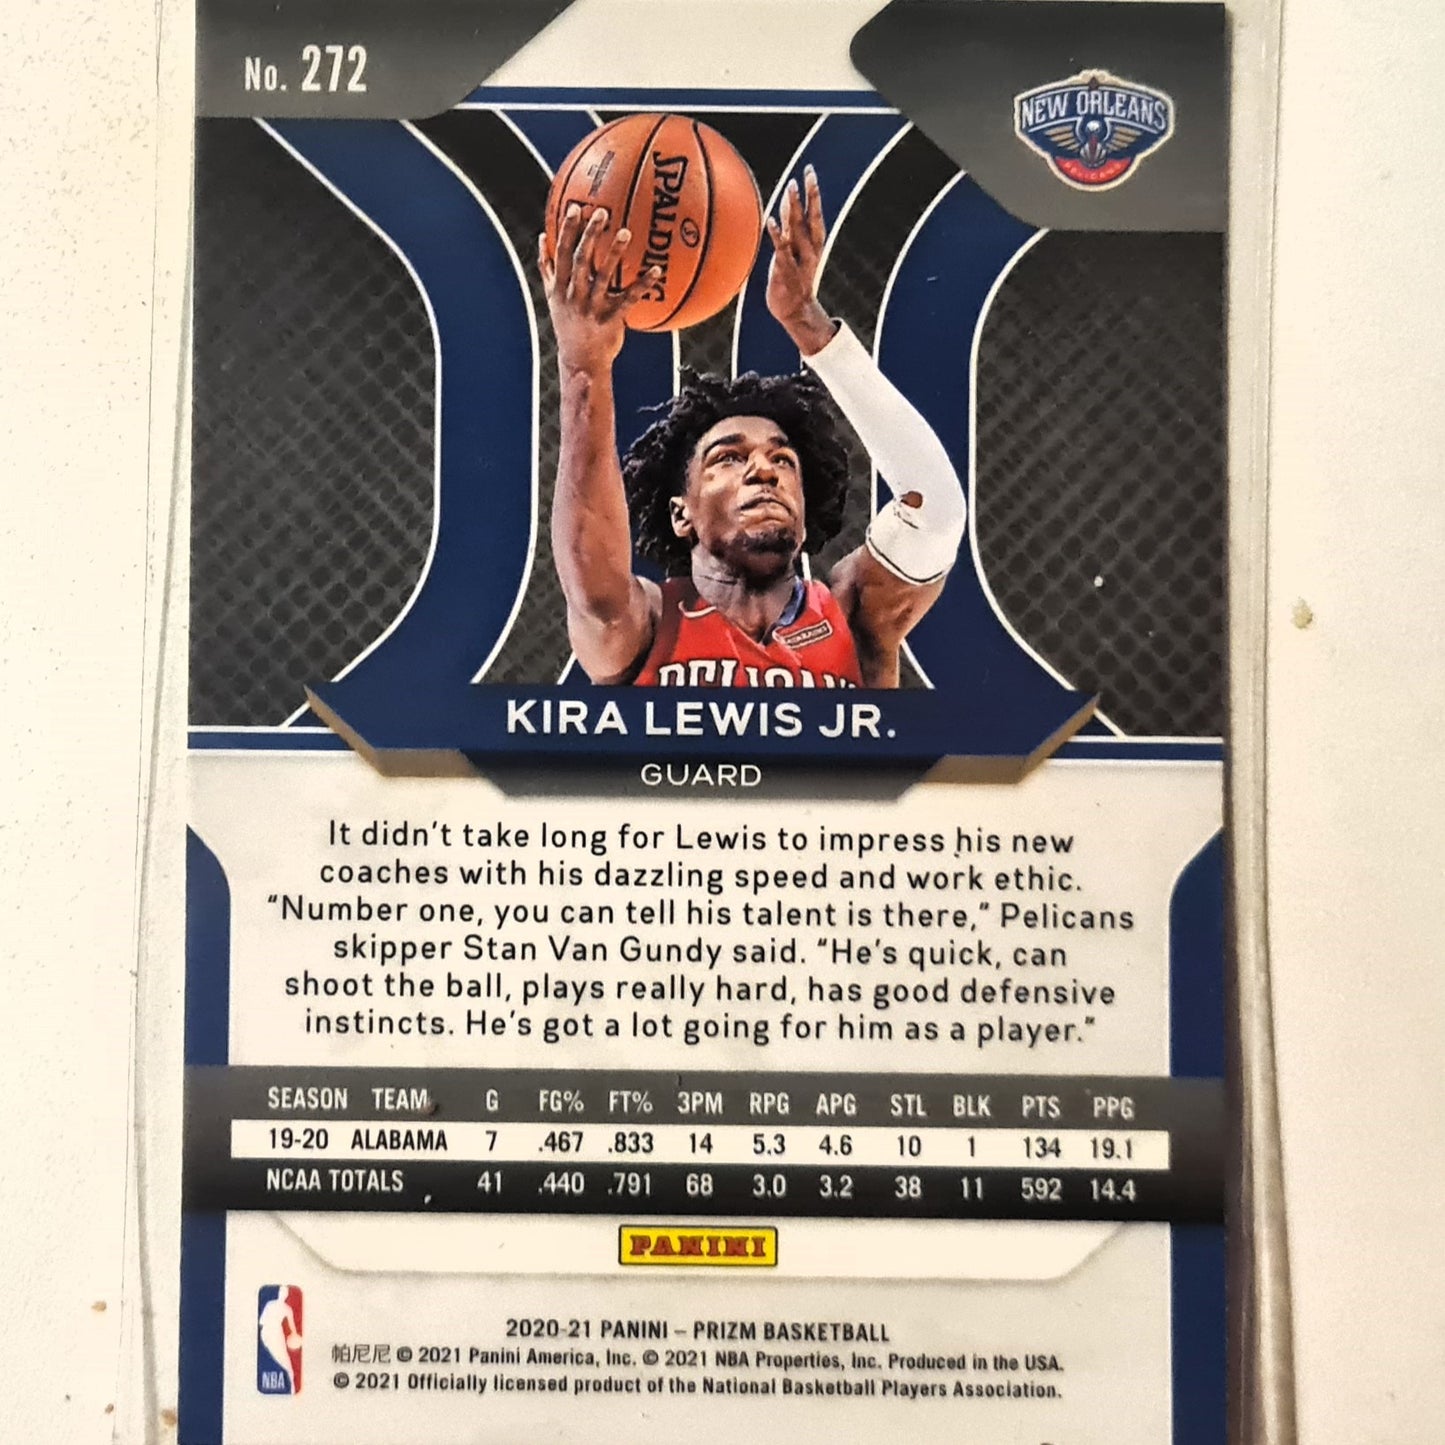 No. 272
NEW ORLEANS
PELICANS
SPALDING
PELICANS
KIRA LEWIS JR.
GUARD
It didn't take long for Lewis to impress his new
coaches with his dazzling speed and work ethic.
"Number one, you can tell his talent is there," Pelicans
skipper Stan Van Gundy said. "He's quick, can
shoot the ball, plays really hard, has good defensive
instincts. He's got a lot going for him as a player."
SEASON TEAM G FG% FT% 3PM RPG APG STL BLK PTS PPG
19-20 ALABAMA 7 .467 .833 14 5.3 4.6 10 1 134 19.1
NCAA TOTALS 41 .440 .791 68 3.0 3.2 38 11 592 14.4
PANINI
2020-21 PANINI – PRIZM BASKETBALL
帕尼尼 © 2021 Panini America, Inc. © 2021 NBA Properties, Inc. Produced in the USA.
© 2021 Officially licensed product of the National Basketball Players Association.
NBA